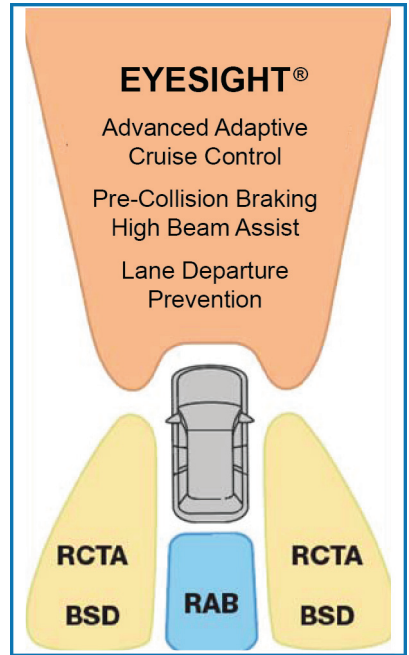 EYESIGHT®
Advanced Adaptive
Cruise Control
Pre-Collision Braking
High Beam Assist
Lane Departure
Prevention
RCTA
BSD
RAB
RCTA
BSD